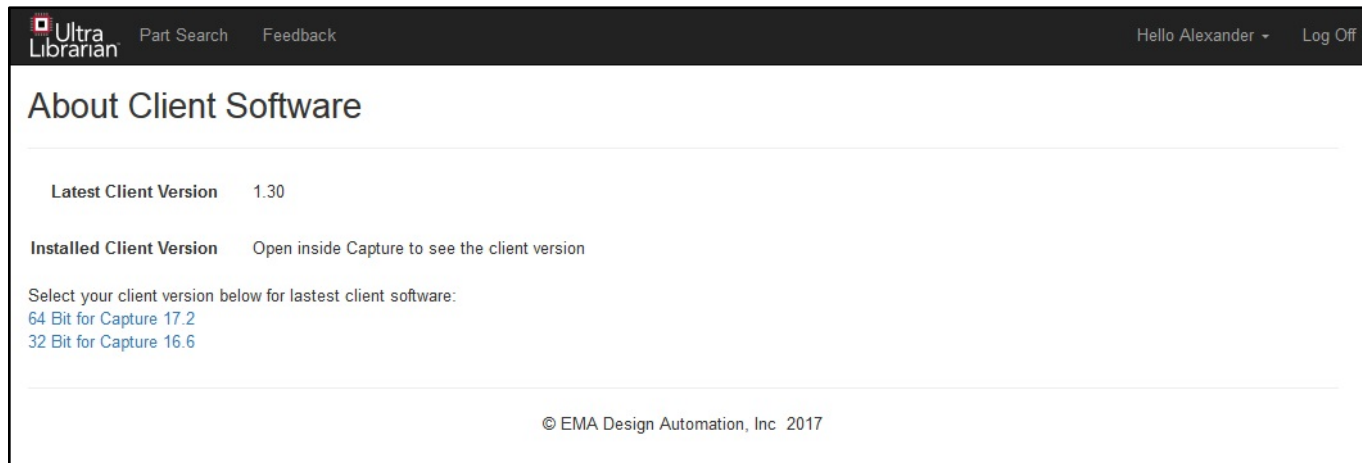 Ultra
Librarian
Part Search Feedback Hello Alexander Log Off
About Client Software
Latest Client Version 1.30
Installed Client Version Open inside Capture to see the client version
Select your client version below for lastest client software:
64 Bit for Capture 17.2
32 Bit for Capture 16.6
© EMA Design Automation, Inc 2017